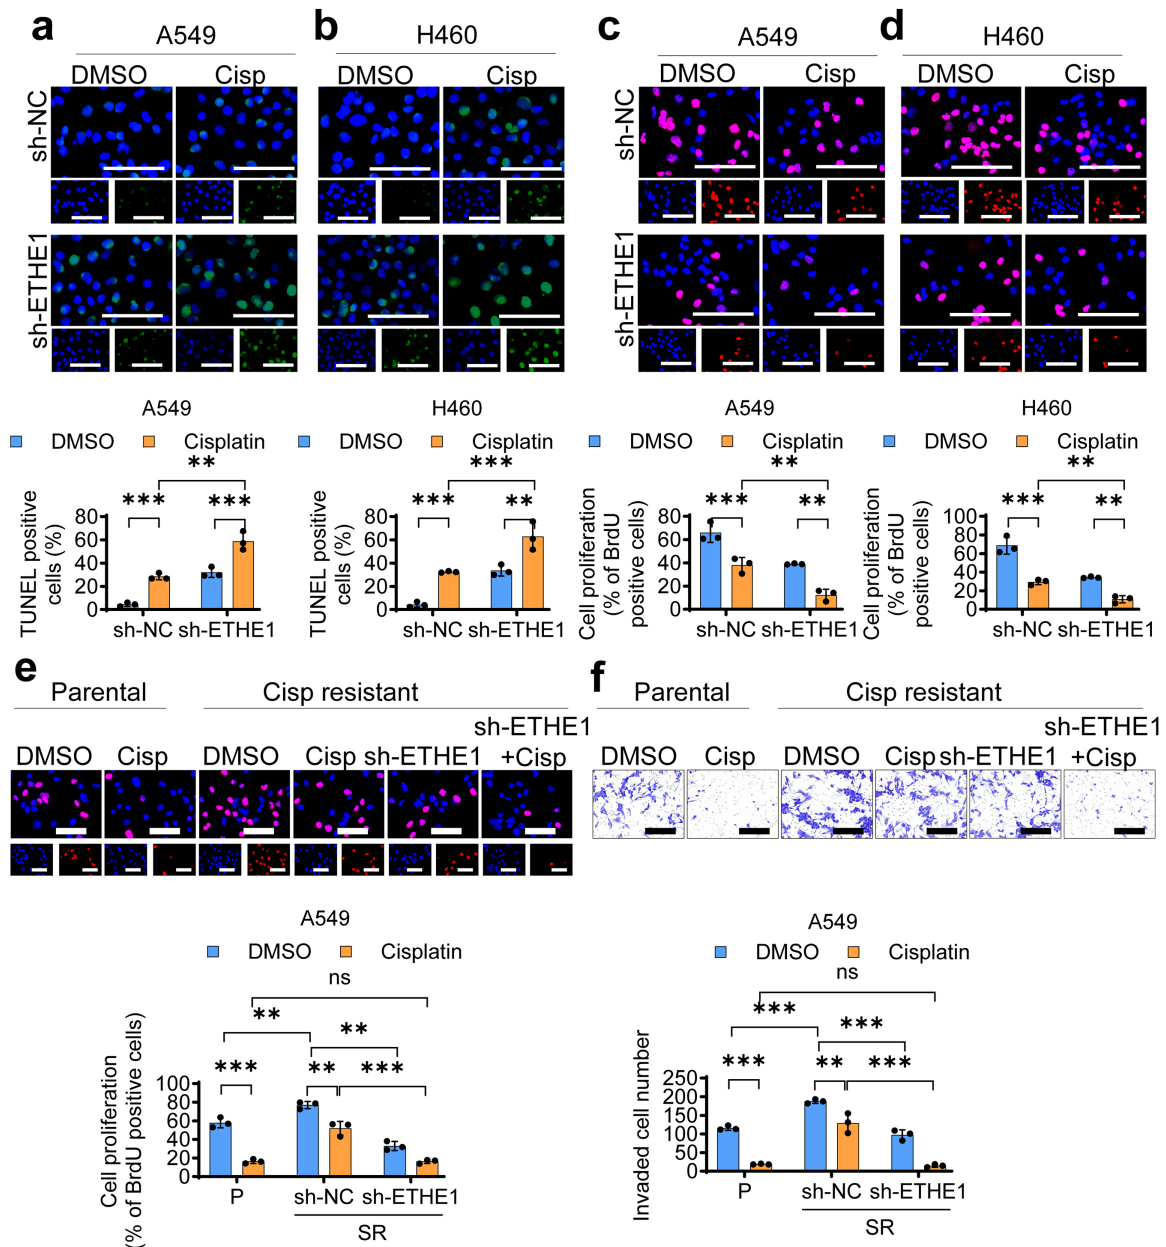 a
A549
DMSO
Cisp
b
H460
DMSO
Cisp
c
A549
DMSO
Cisp
d
H460
DMSO
Cisp
sh-NC
sh-ETHE1
sh-NC
sh-ETHE1
A549
DMSO Cisplatin
**
*** ***
TUNEL positive
cells (%)
80
60
40
20
0
sh-NC sh-ETHE1
H460
DMSO Cisplatin
***
*** **
TUNEL positive
cells (%)
80
60
40
20
0
sh-NC sh-ETHE1
A549
DMSO Cisplatin
**
*** **
Cell proliferation
(% of BrdU
positive cells)
80
60
40
20
0
sh-NC sh-ETHE1
H460
DMSO Cisplatin
**
*** **
Cell proliferation
(% of BrdU
positive cells)
100
80
60
40
20
0
sh-NC sh-ETHE1
e
Parental
Cisp resistant
sh-ETHE1
DMSO Cisp DMSO Cisp sh-ETHE1 +Cisp
A549
DMSO Cisplatin
ns
**
**
*** ** ***
Cell proliferation
(% of BrdU positive cells)
100
80
60
40
20
0
P sh-NC sh-ETHE1
SR
f
Parental
Cisp resistant
sh-ETHE1
DMSO Cisp DMSO Cisp sh-ETHE1 +Cisp
A549
DMSO Cisplatin
ns
***
***
*** ** ***
Invaded cell number
250
200
150
100
50
0
P sh-NC sh-ETHE1
SR